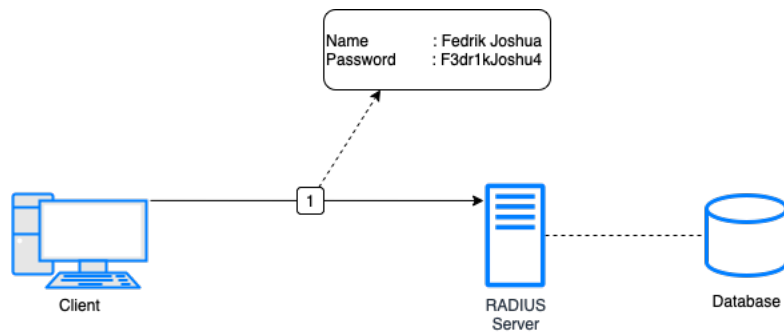 Name : Fedrik Joshua
Password : F3dr1kJoshu4
1
Client
RADIUS
Server
Database